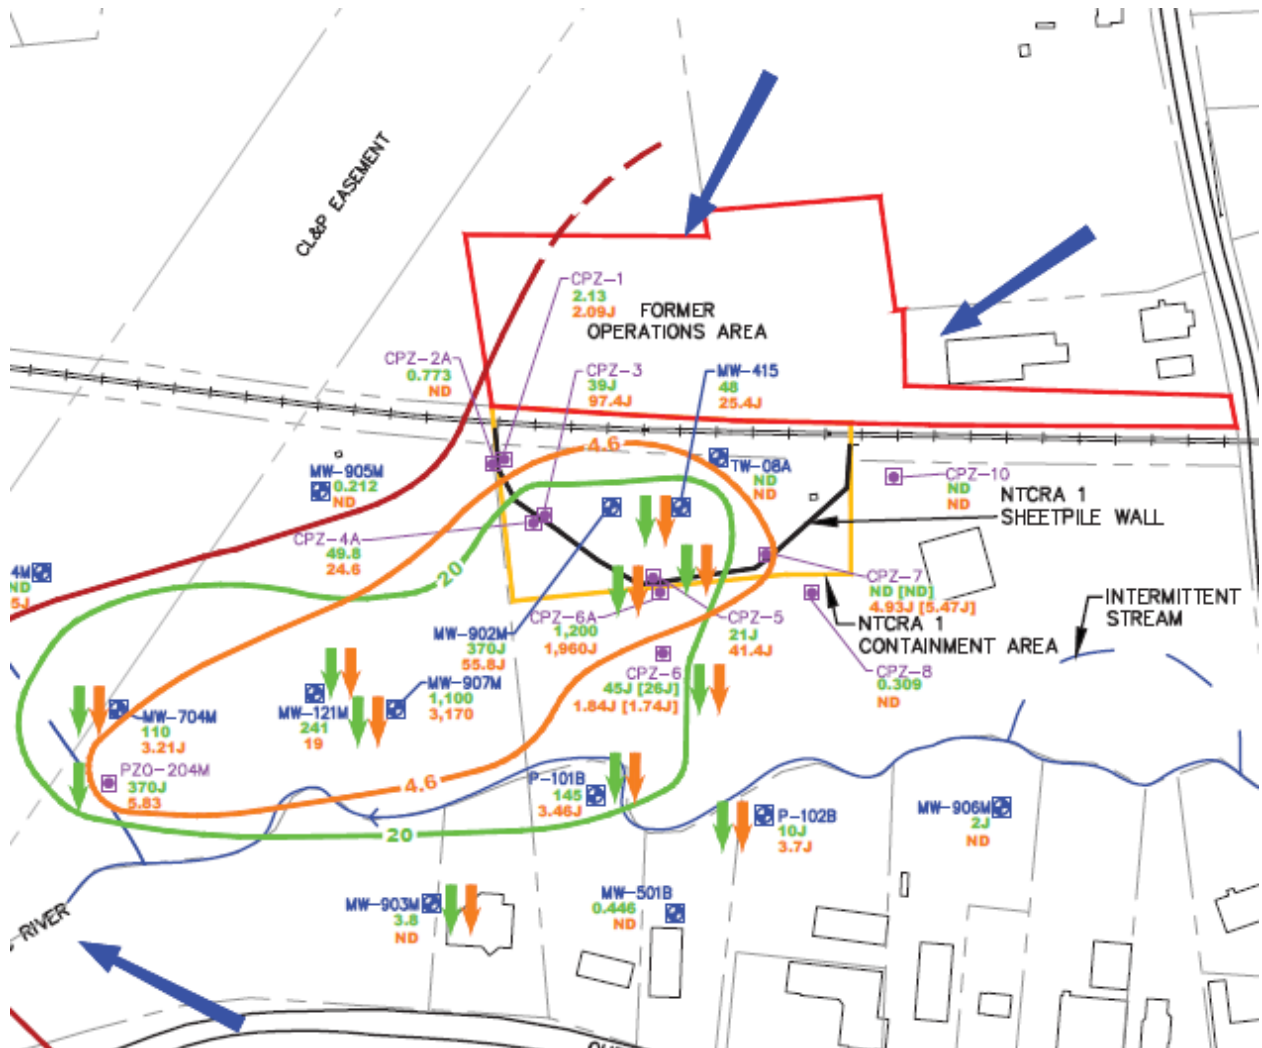 CL&P EASEMENT
CPZ-1
2.13
2.09J
FORMER
OPERATIONS AREA
CPZ-2A
0.773
ND
CPZ-3
39J
97.4J
MW-415
48
25.4J
4.6
MW-905M
0.212
ND
TW-08A
ND
ND
CPZ-10
ND
ND
NTCRA 1
SHEETPILE WALL
CPZ-4A
49.8
24.6
20
4M
ND
5J
CPZ-7
ND [ND]
4.93J [5.47J]
INTERMITTENT
STREAM
NTCRA 1
CONTAINMENT AREA
CPZ-6A
1,200
1,960J
CPZ-5
21J
41.4J
MW-902M
370J
55.8J
CPZ-6
45J [26J]
1.84J [1.74J]
CPZ-8
0.309
ND
MW-907M
1,100
3,170
MW-121M
241
19
MW-704M
110
3.21J
PZO-204M
370J
5.83
4.6
P-101B
145
3.46J
20
P-102B
10J
3.7J
MW-906M
2J
ND
MW-903M
3.8
ND
MW-501B
0.446
ND
RIVER